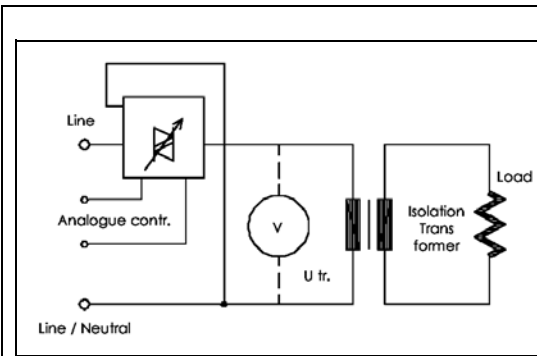 Line
Analogue contr.
Line / Neutral
V
U tr.
Isolation
Trans
former
Load